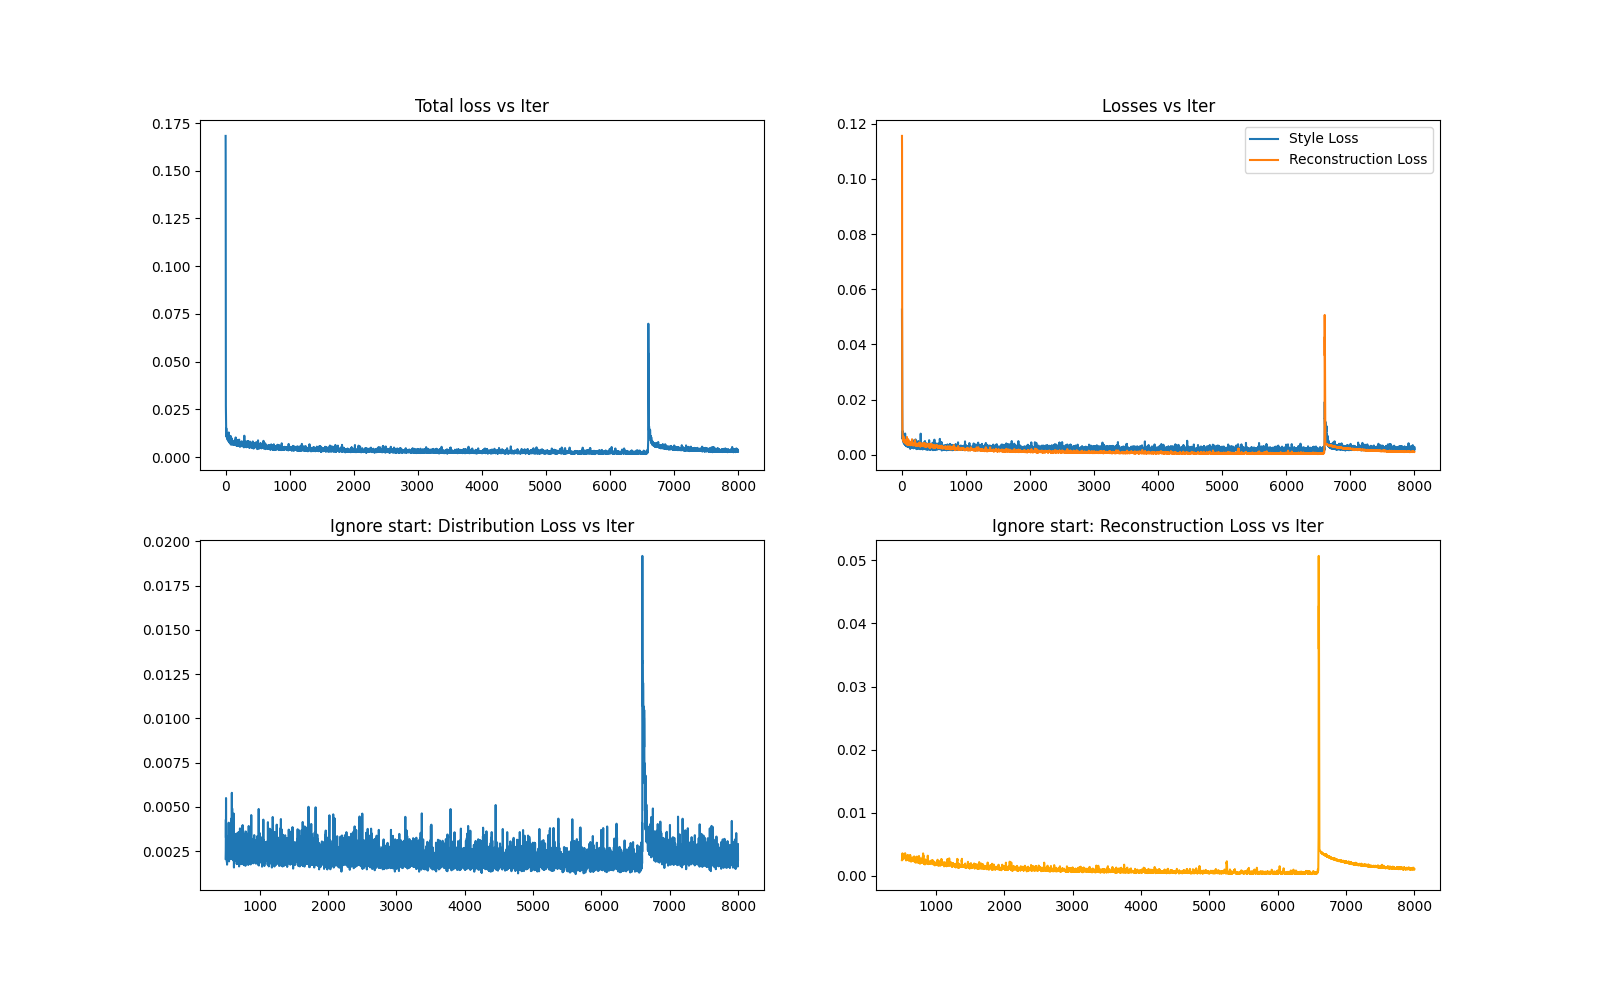 Total loss vs Iter
0.175
0.150
0.125
0.100
0.075
0.050
0.025
0.000
0 1000 2000 3000 4000 5000 6000 7000 8000
Losses vs Iter
Style Loss
Reconstruction Loss
0.12
0.10
0.08
0.06
0.04
0.02
0.00
0 1000 2000 3000 4000 5000 6000 7000 8000
Ignore start: Distribution Loss vs Iter
0.0200
0.0175
0.0150
0.0125
0.0100
0.0075
0.0050
0.0025
1000 2000 3000 4000 5000 6000 7000 8000
Ignore start: Reconstruction Loss vs Iter
0.05
0.04
0.03
0.02
0.01
0.00
1000 2000 3000 4000 5000 6000 7000 8000